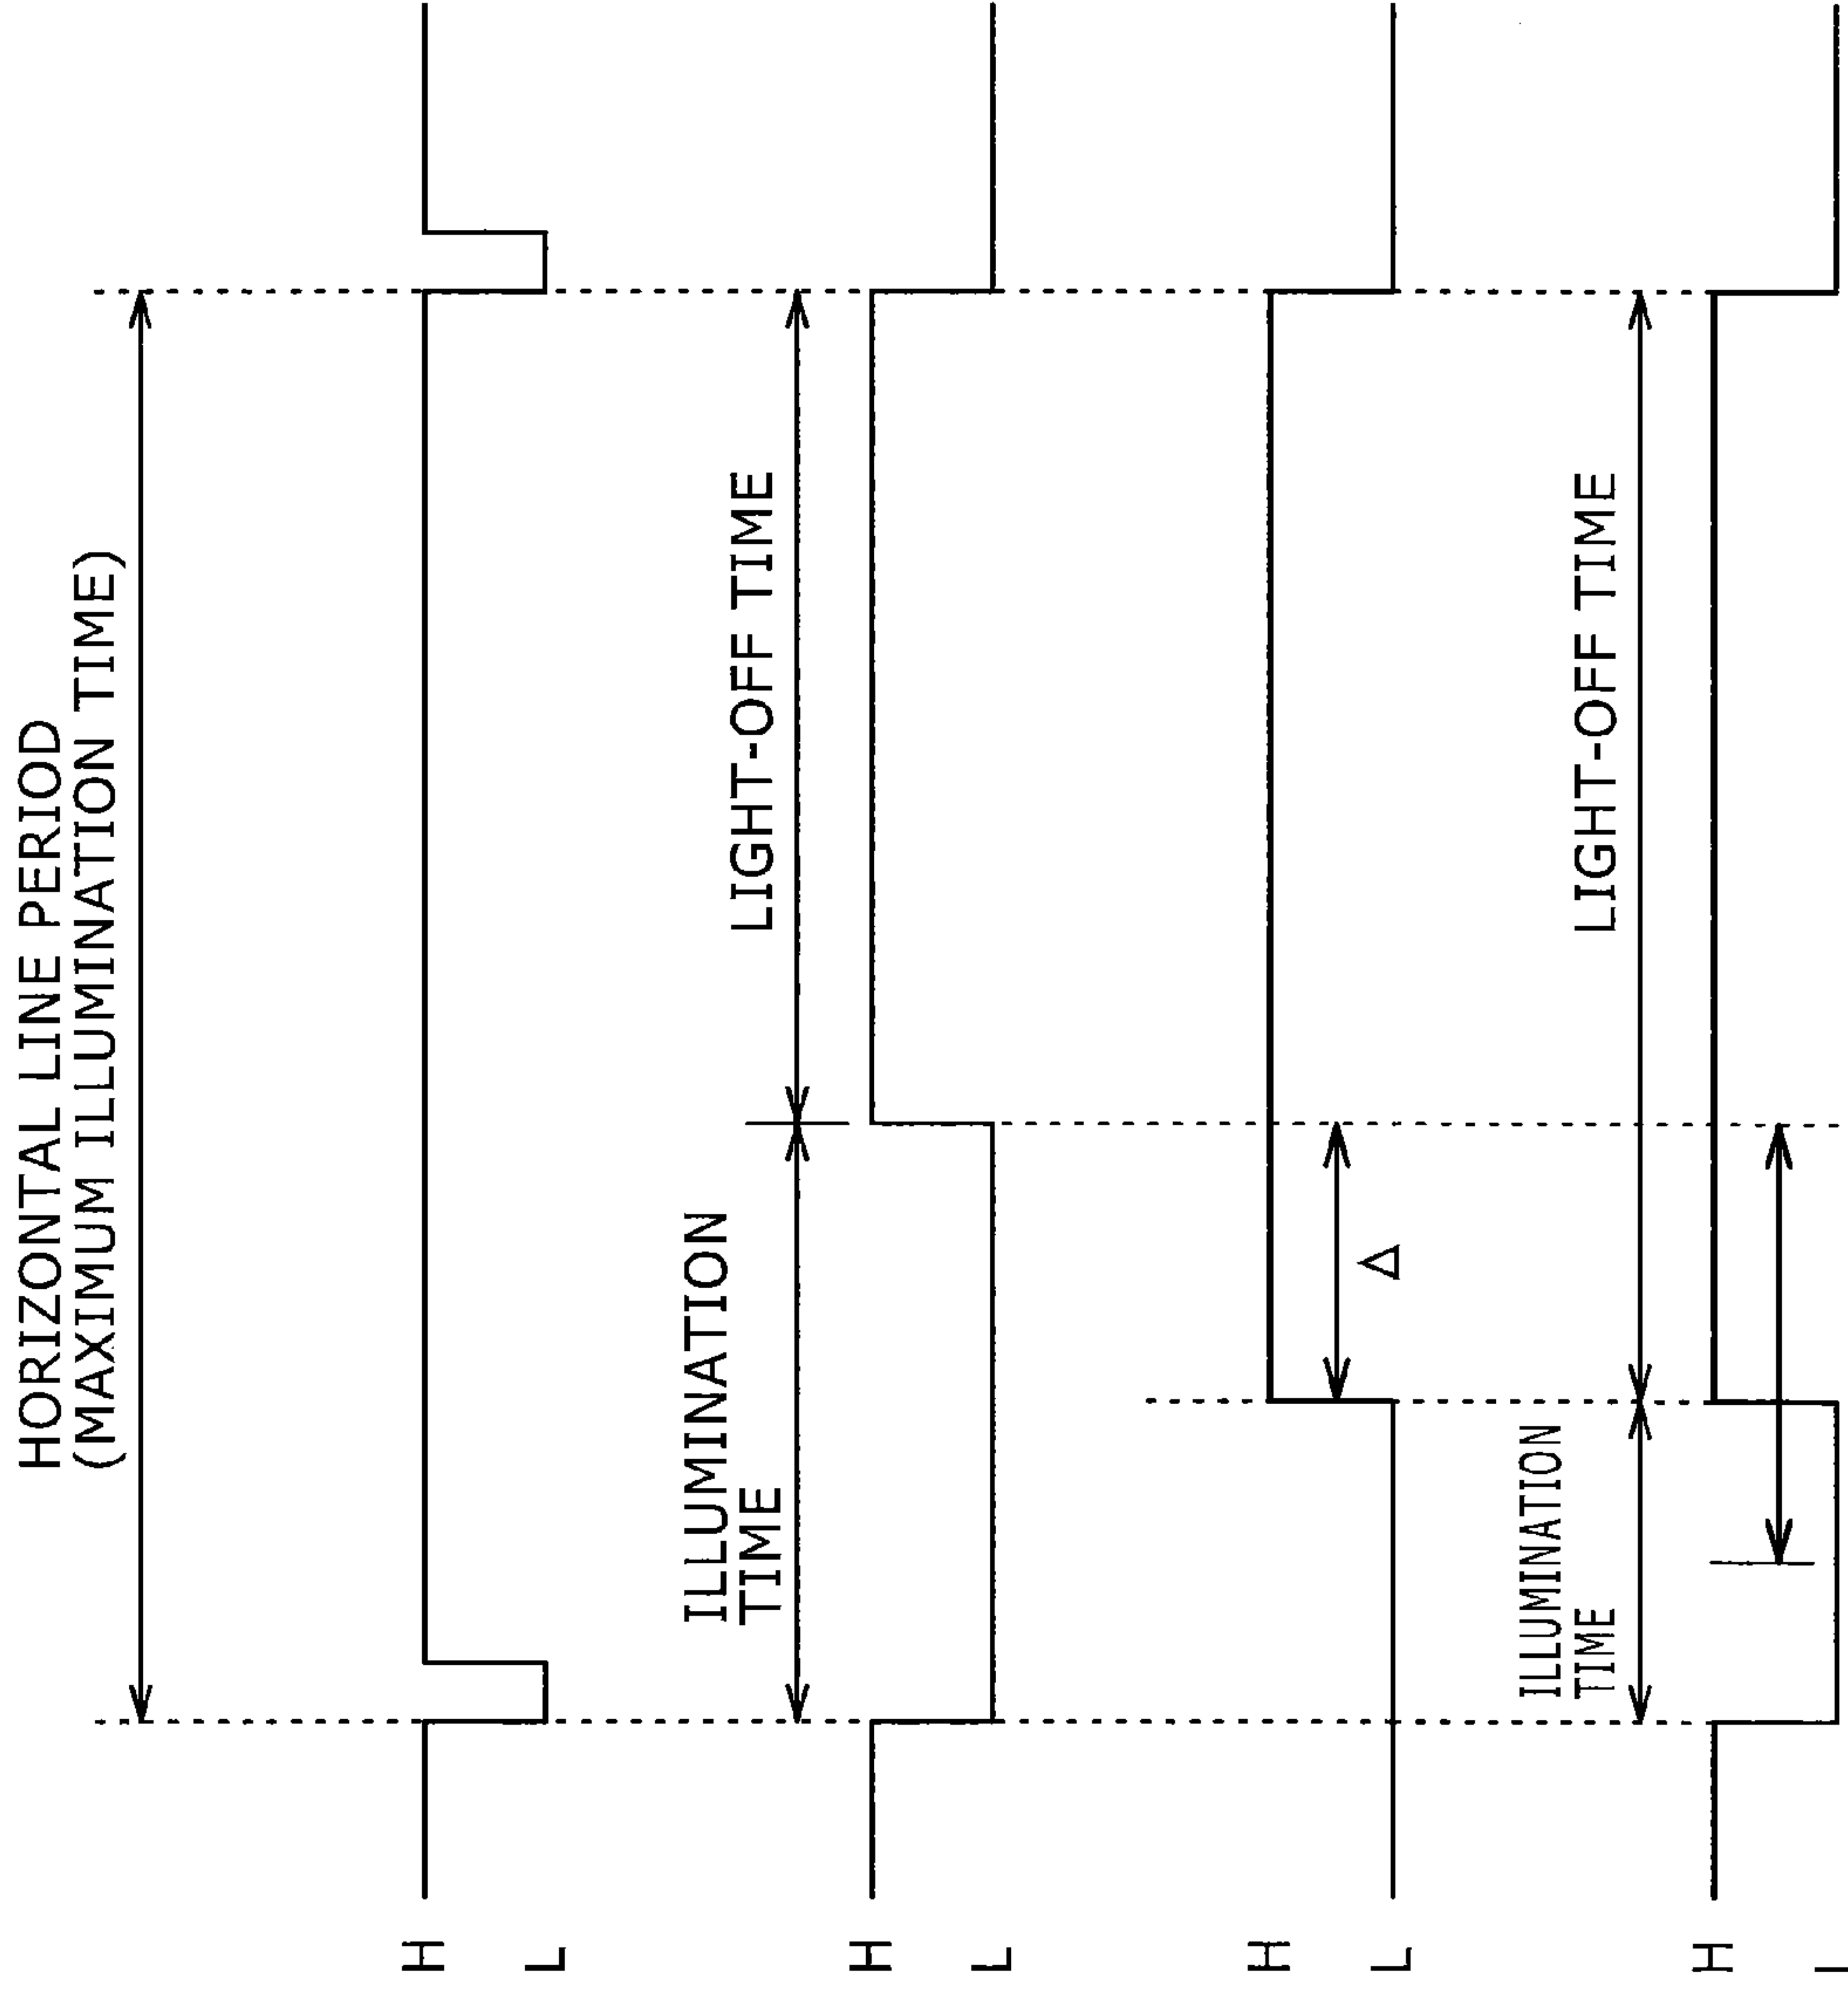 HORIZONTAL LINE PERIOD
(MAXIMUM ILLUMINATION TIME)
H
L
ILLUMINATION
TIME
LIGHT-OFF TIME
H
L
H
L
Δ
ILLUMINATION
TIME
LIGHT-OFF TIME
H
L